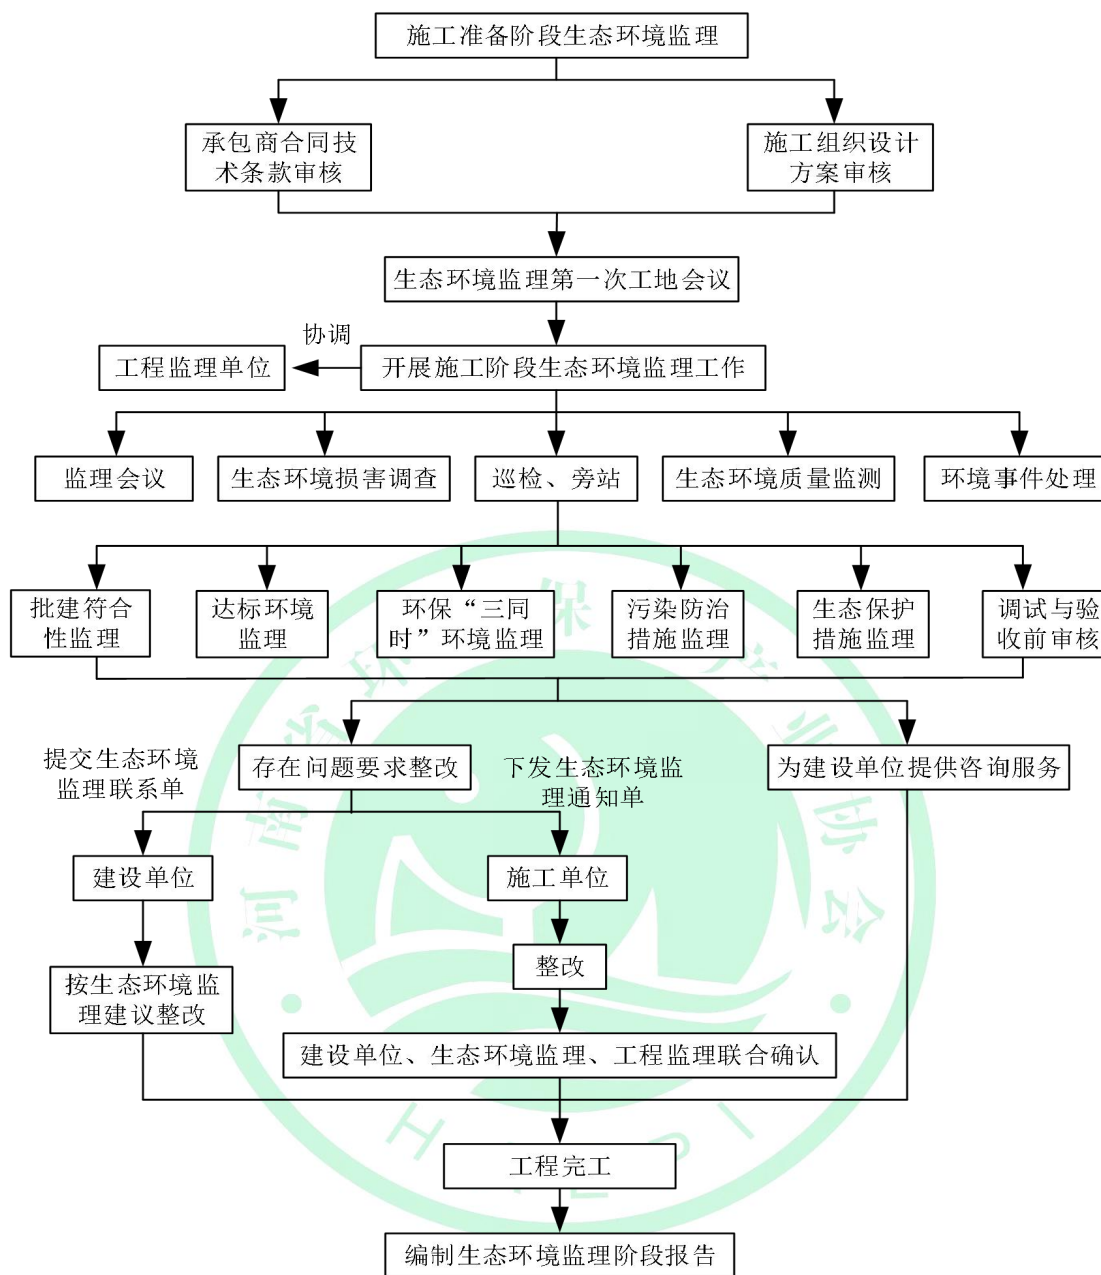 施工准备阶段生态环境监理
承包商合同技
术条款审核
施工组织设计
方案审核
生态环境监理第一次工地会议
协调
工程监理单位
开展施工阶段生态环境监理工作
监理会议
生态环境损害调查
巡检、旁站
生态环境质量监测
环境事件处理
批建符合
性监理
达标环境
监理
环保“三同
时”环境监理
污染防治
措施监理
生态保护
措施监理
调试与验
收前审核
提交生态环境
监理联系单
存在问题要求整改
下发生态环境监
理通知单
为建设单位提供咨询服务
建设单位
施工单位
整改
按生态环境监
理建议整改
建设单位、生态环境监理、工程监理联合确认
工程完工
编制生态环境监理阶段报告
河南省环保产业协会